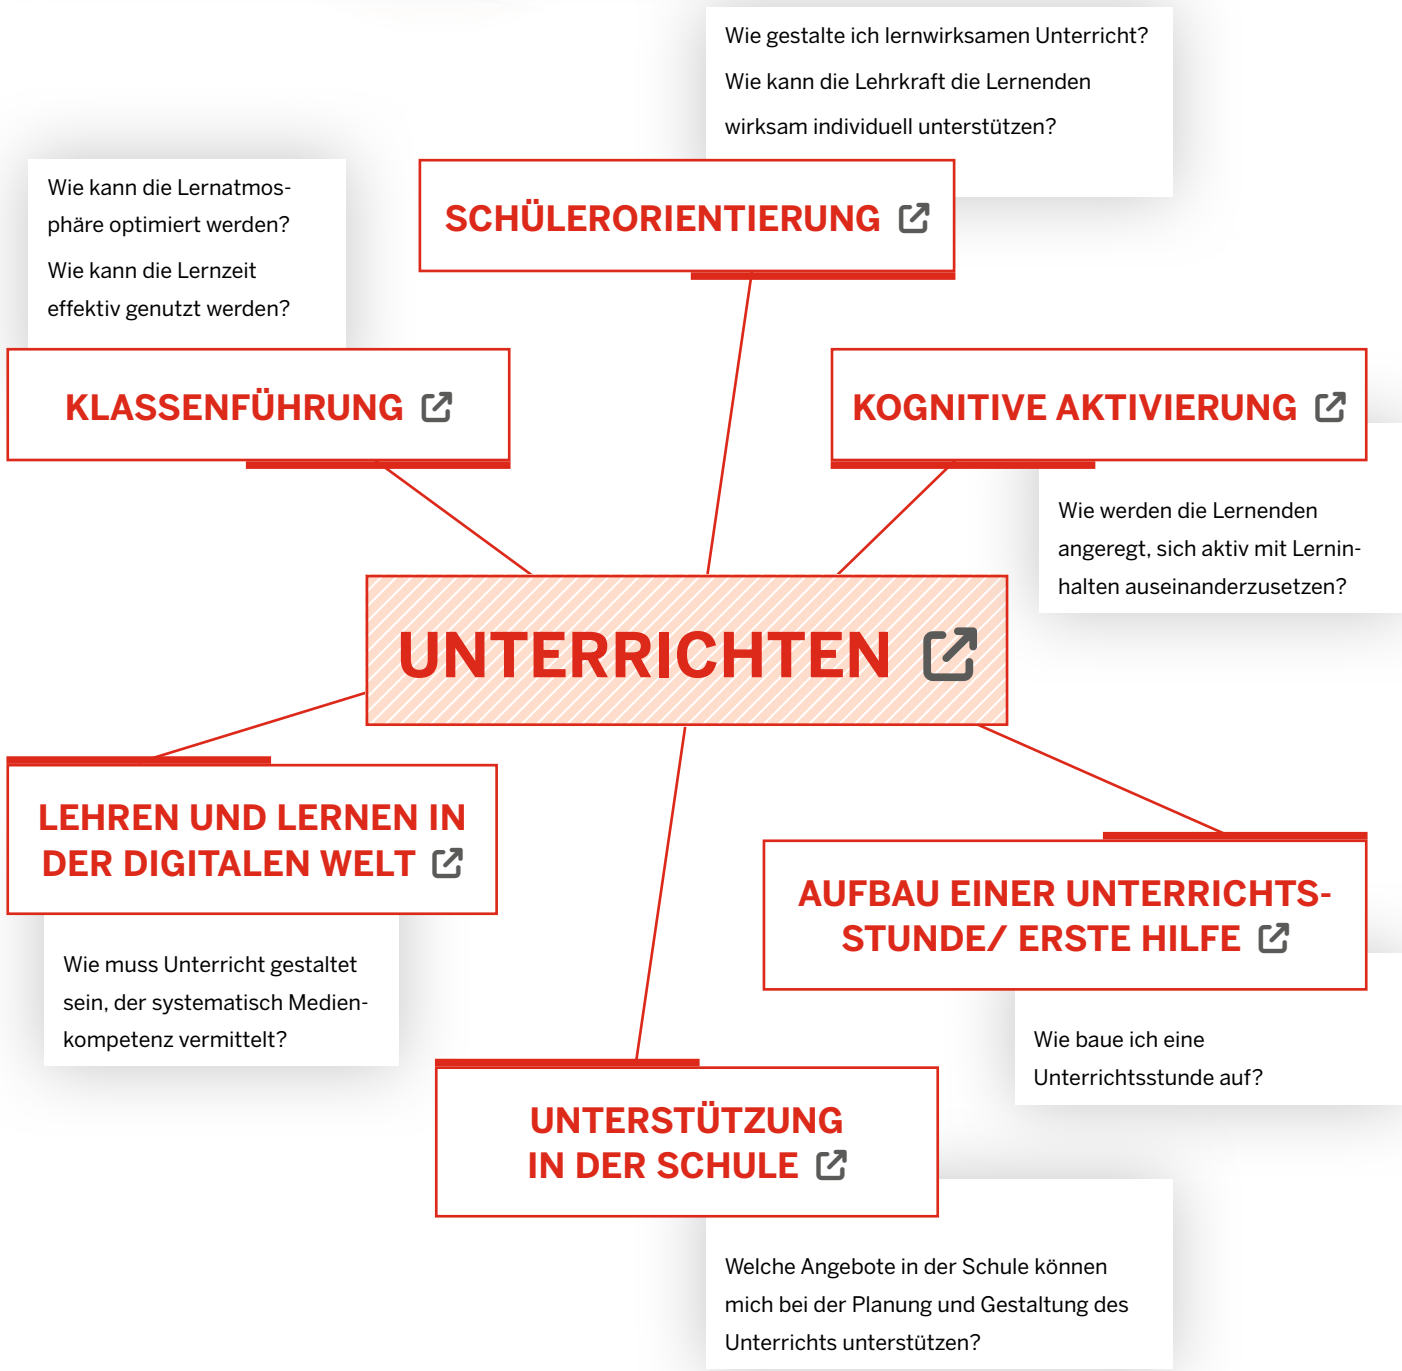 Wie gestalte ich lernwirksamen Unterricht?
Wie kann die Lehrkraft die Lernenden
wirksam individuell unterstützen?
SCHÜLERORIENTIERUNG
Wie kann die Lernatmos-
phäre optimiert werden?
Wie kann die Lernzeit
effektiv genutzt werden?
KLASSENFÜHRUNG
KOGNITIVE AKTIVIERUNG
Wie werden die Lernenden
angeregt, sich aktiv mit Lernin-
halten auseinanderzusetzen?
UNTERRICHTEN
LEHREN UND LERNEN IN
DER DIGITALEN WELT
Wie muss Unterricht gestaltet
sein, der systematisch Medien-
kompetenz vermittelt?
AUFBAU EINER UNTERRICHTS-
STUNDE/ ERSTE HILFE
Wie baue ich eine
Unterrichtsstunde auf?
UNTERSTÜTZUNG
IN DER SCHULE
Welche Angebote in der Schule können
mich bei der Planung und Gestaltung des
Unterrichts unterstützen?